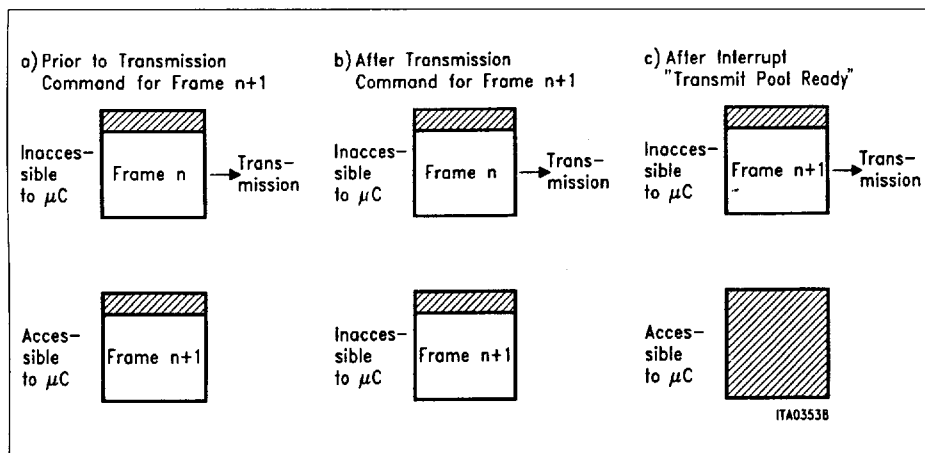 a) Prior to Transmission
Command for Frame n+1
Inacces-
sible
to μC
Frame n
Trans-
mission
Acces-
sible
to μC
Frame n+1
b) After Transmission
Command for Frame n+1
Inacces-
sible
to μC
Frame n
Trans-
mission
Inacces-
sible
to μC
Frame n+1
c) After Interrupt
"Transmit Pool Ready"
Inacces-
sible
to μC
Frame n+1
Trans-
mission
Acces-
sible
to μC
ITA03538